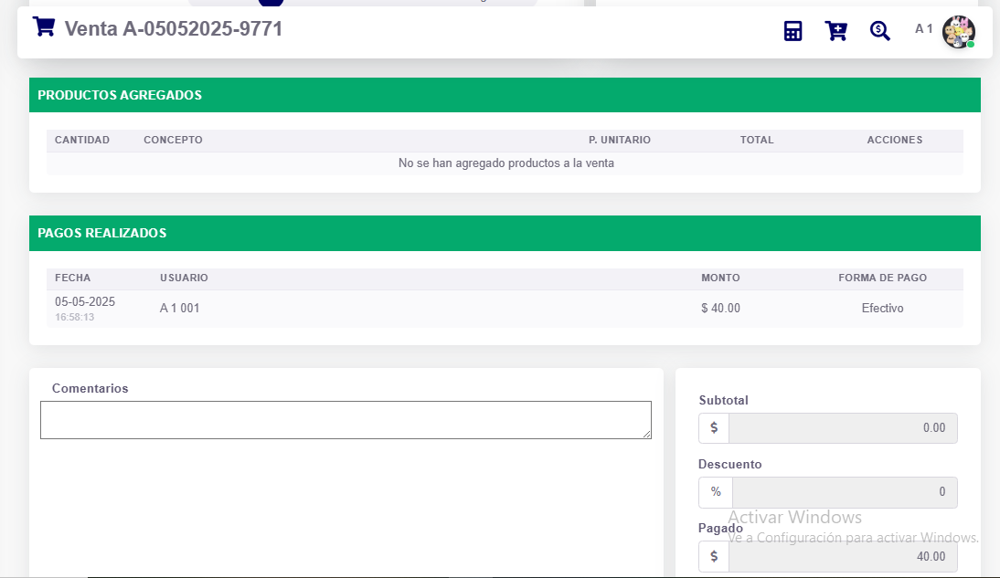 Venta A-05052025-9771
A 1
PRODUCTOS AGREGADOS
CANTIDAD CONCEPTO P. UNITARIO TOTAL ACCIONES
No se han agregado productos a la venta
PAGOS REALIZADOS
FECHA USUARIO MONTO FORMA DE PAGO
05-05-2025
16:58:13
A 1 001 $ 40.00 Efectivo
Comentarios
Subtotal
$ 0.00
Descuento
% 0
Activar Windows
Pagado
Ve a Configuración para activar Windows.
$ 40.00